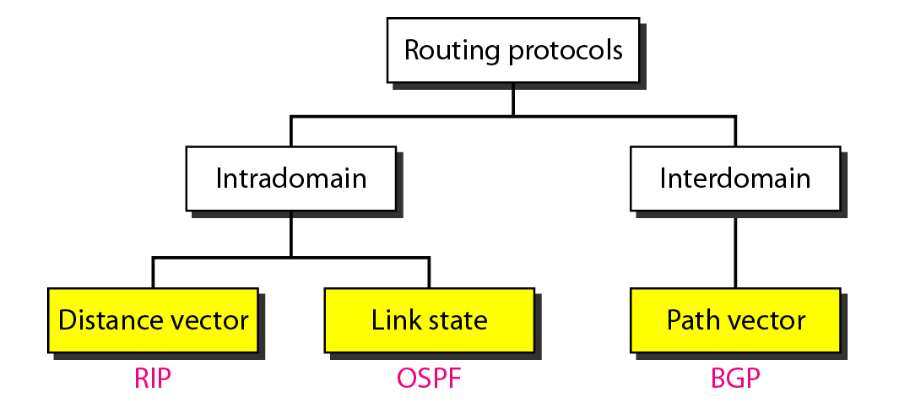 Routing protocols
Intradomain
Interdomain
Distance vector
Link state
Path vector
RIP
OSPF
BGP